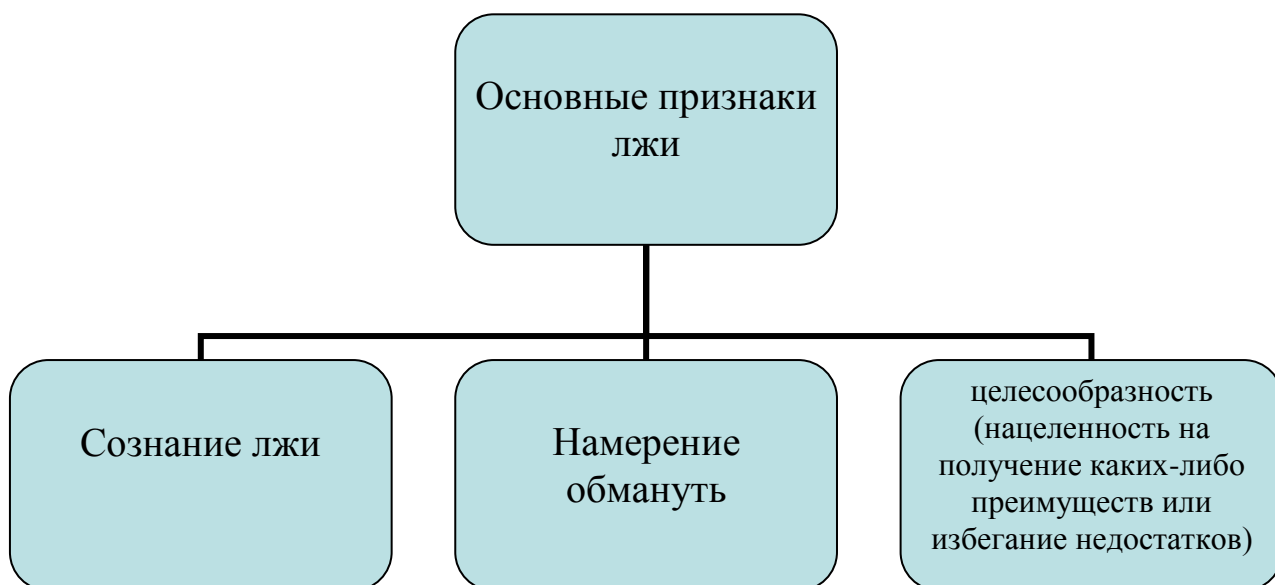 Основные признаки
лжи
Сознание лжи
Намерение
обмануть
целесообразность
(нацеленность на
получение каких-либо
преимуществ или
избегание недостатков)